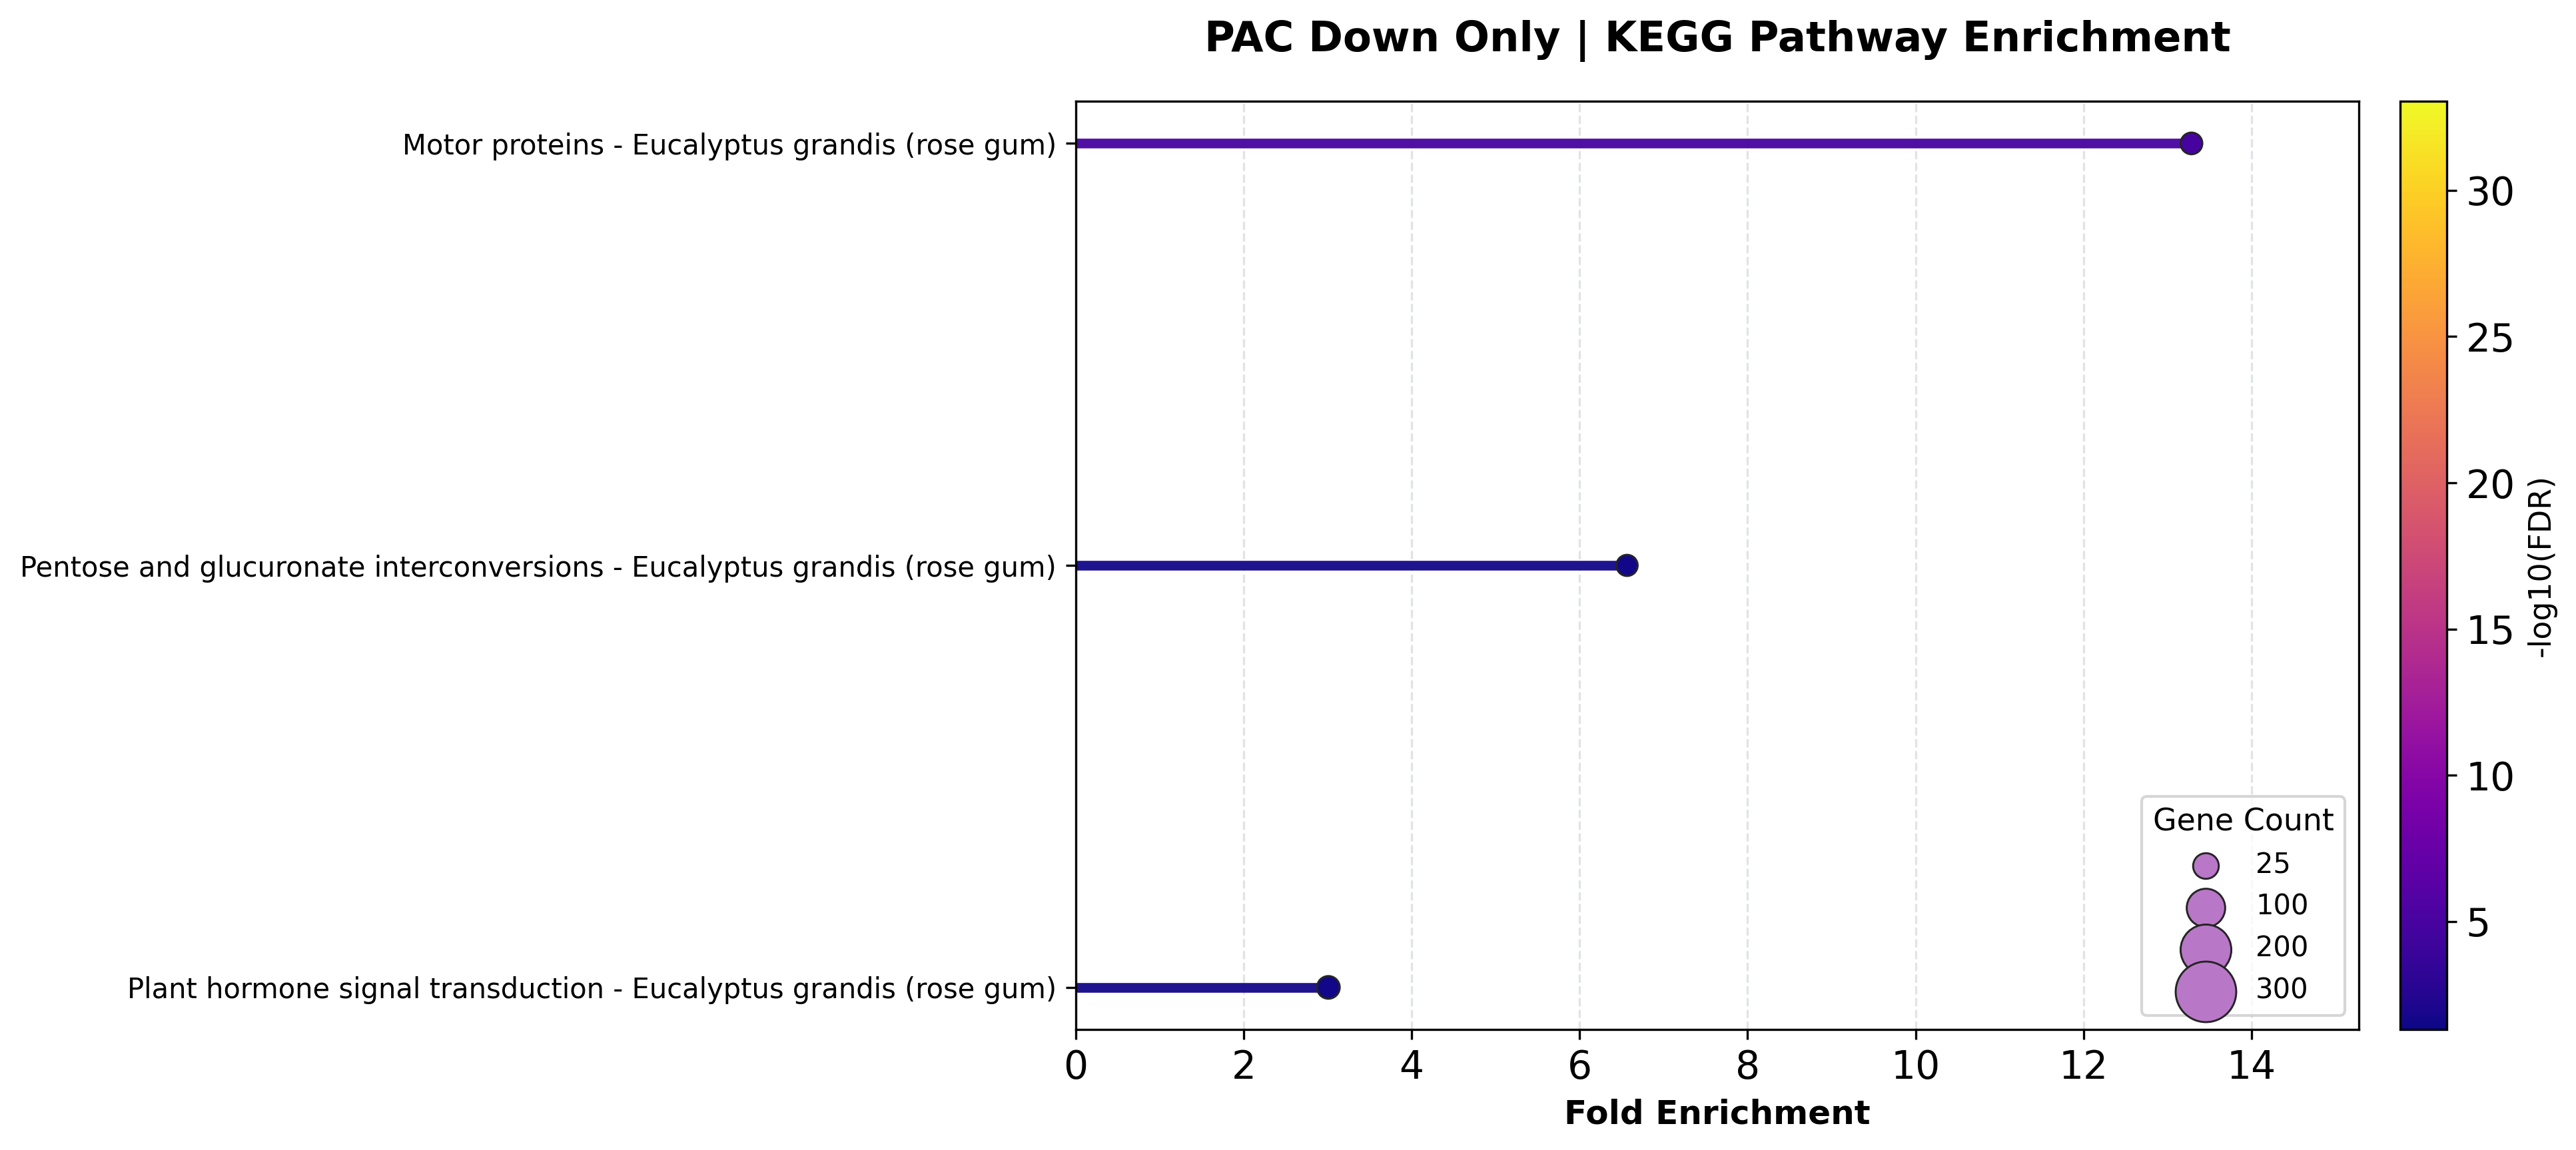 PAC Down Only | KEGG Pathway Enrichment
Motor proteins - Eucalyptus grandis (rose gum)
Pentose and glucuronate interconversions - Eucalyptus grandis (rose gum)
Plant hormone signal transduction - Eucalyptus grandis (rose gum)
0 2 4 6 8 10 12 14
Fold Enrichment
Gene Count
25
100
200
300
30
25
20
15
10
5
-log10(FDR)